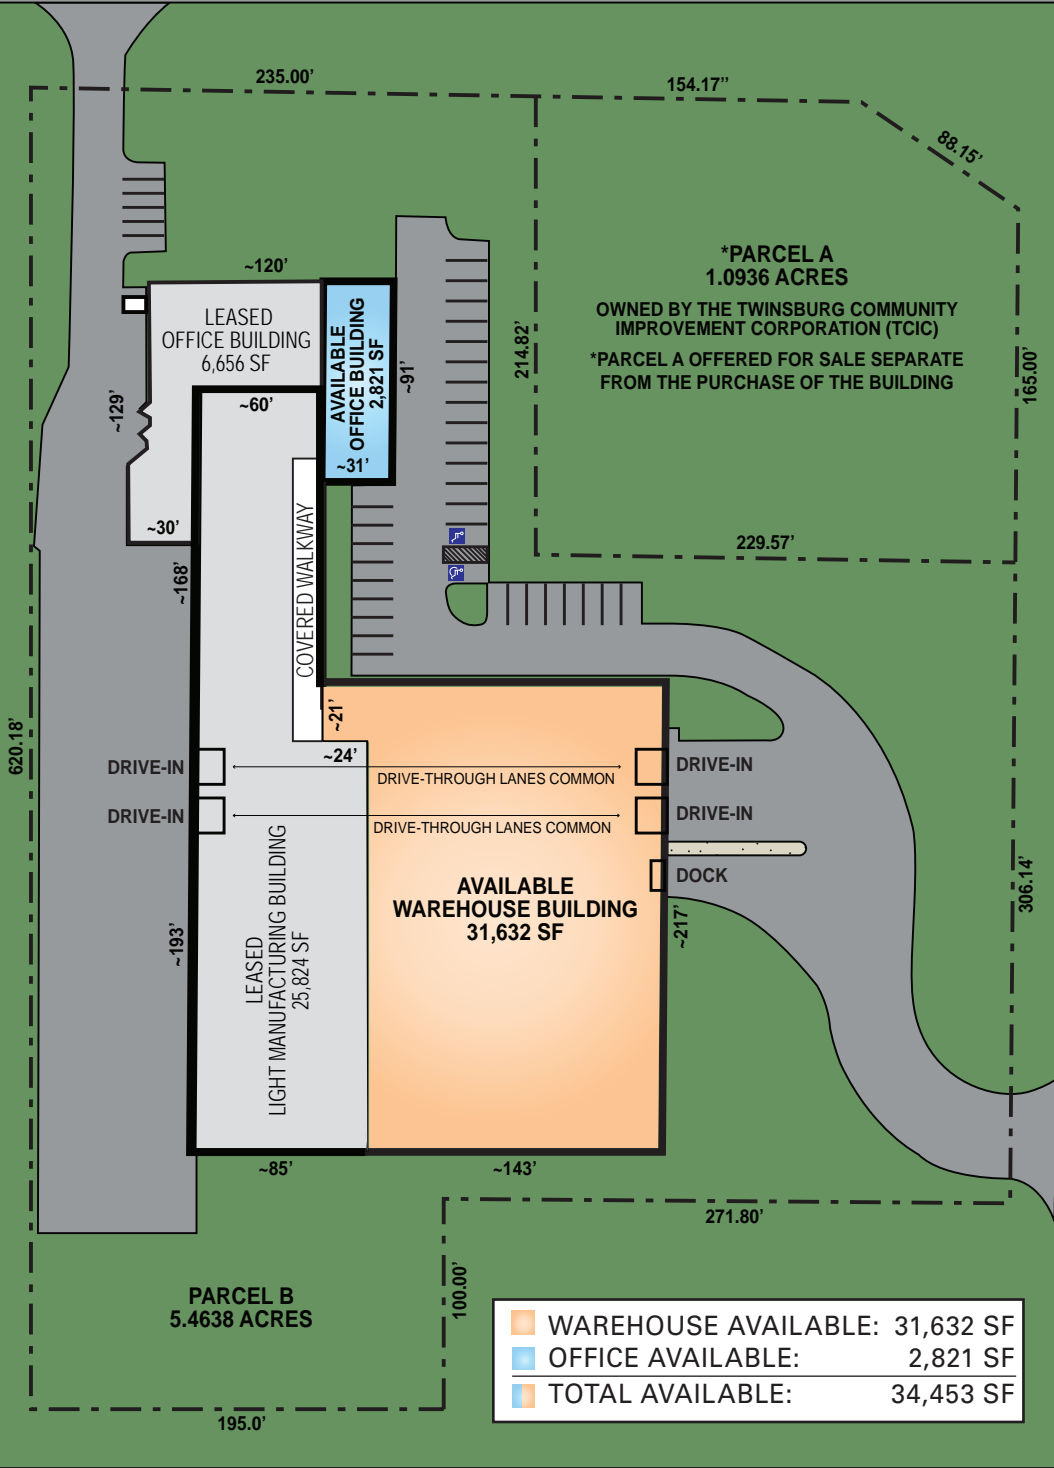 235.00'
154.17"
88.15'
*PARCEL A
1.0936 ACRES
OWNED BY THE TWINSBURG COMMUNITY
IMPROVEMENT CORPORATION (TCIC)
*PARCEL A OFFERED FOR SALE SEPARATE
FROM THE PURCHASE OF THE BUILDING
214.82'
165.00'
229.57'
~120'
LEASED
OFFICE BUILDING
6,656 SF
AVAILABLE
OFFICE BUILDING
2,821 SF
~91'
~31'
~129'
~60'
~30'
~168'
COVERED WALKWAY
~21'
~24'
620.18'
DRIVE-IN
DRIVE-THROUGH LANES COMMON
DRIVE-IN
DRIVE-IN
DRIVE-THROUGH LANES COMMON
DRIVE-IN
DOCK
LEASED
LIGHT MANUFACTURING BUILDING
25,824 SF
AVAILABLE
WAREHOUSE BUILDING
31,632 SF
~193'
~217'
306.14'
~85'
~143'
271.80'
100.00'
PARCEL B
5.4638 ACRES
195.0'
WAREHOUSE AVAILABLE: 31,632 SF
OFFICE AVAILABLE: 2,821 SF
TOTAL AVAILABLE: 34,453 SF